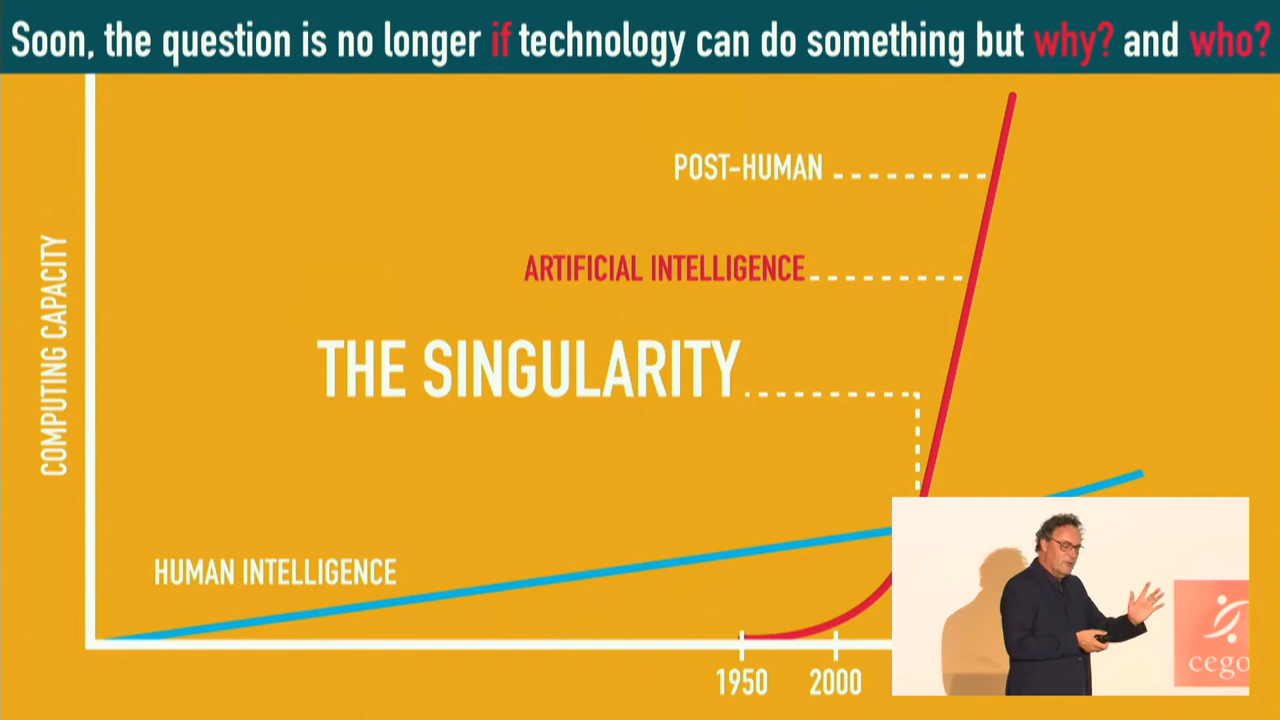 Soon, the question is no longer if technology can do something but why? and who?
POST-HUMAN
ARTIFICIAL INTELLIGENCE
THE SINGULARITY
COMPUTING CAPACITY
HUMAN INTELLIGENCE
1950 2000
cego